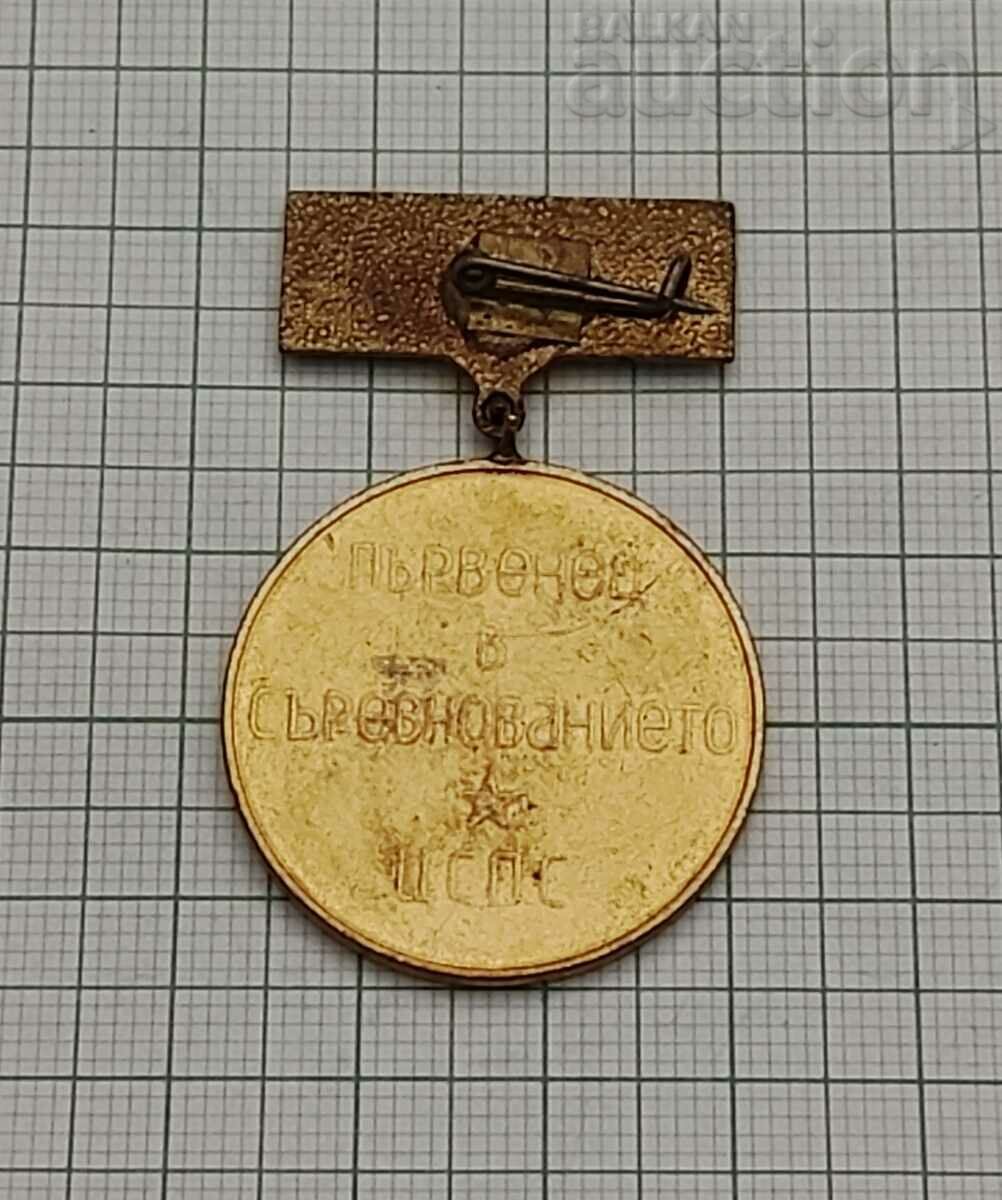 BALKAN
auction
ПЪРВЕНЕЦ
В
СЪРЕВНОВАНИЕТО
ЦСПС